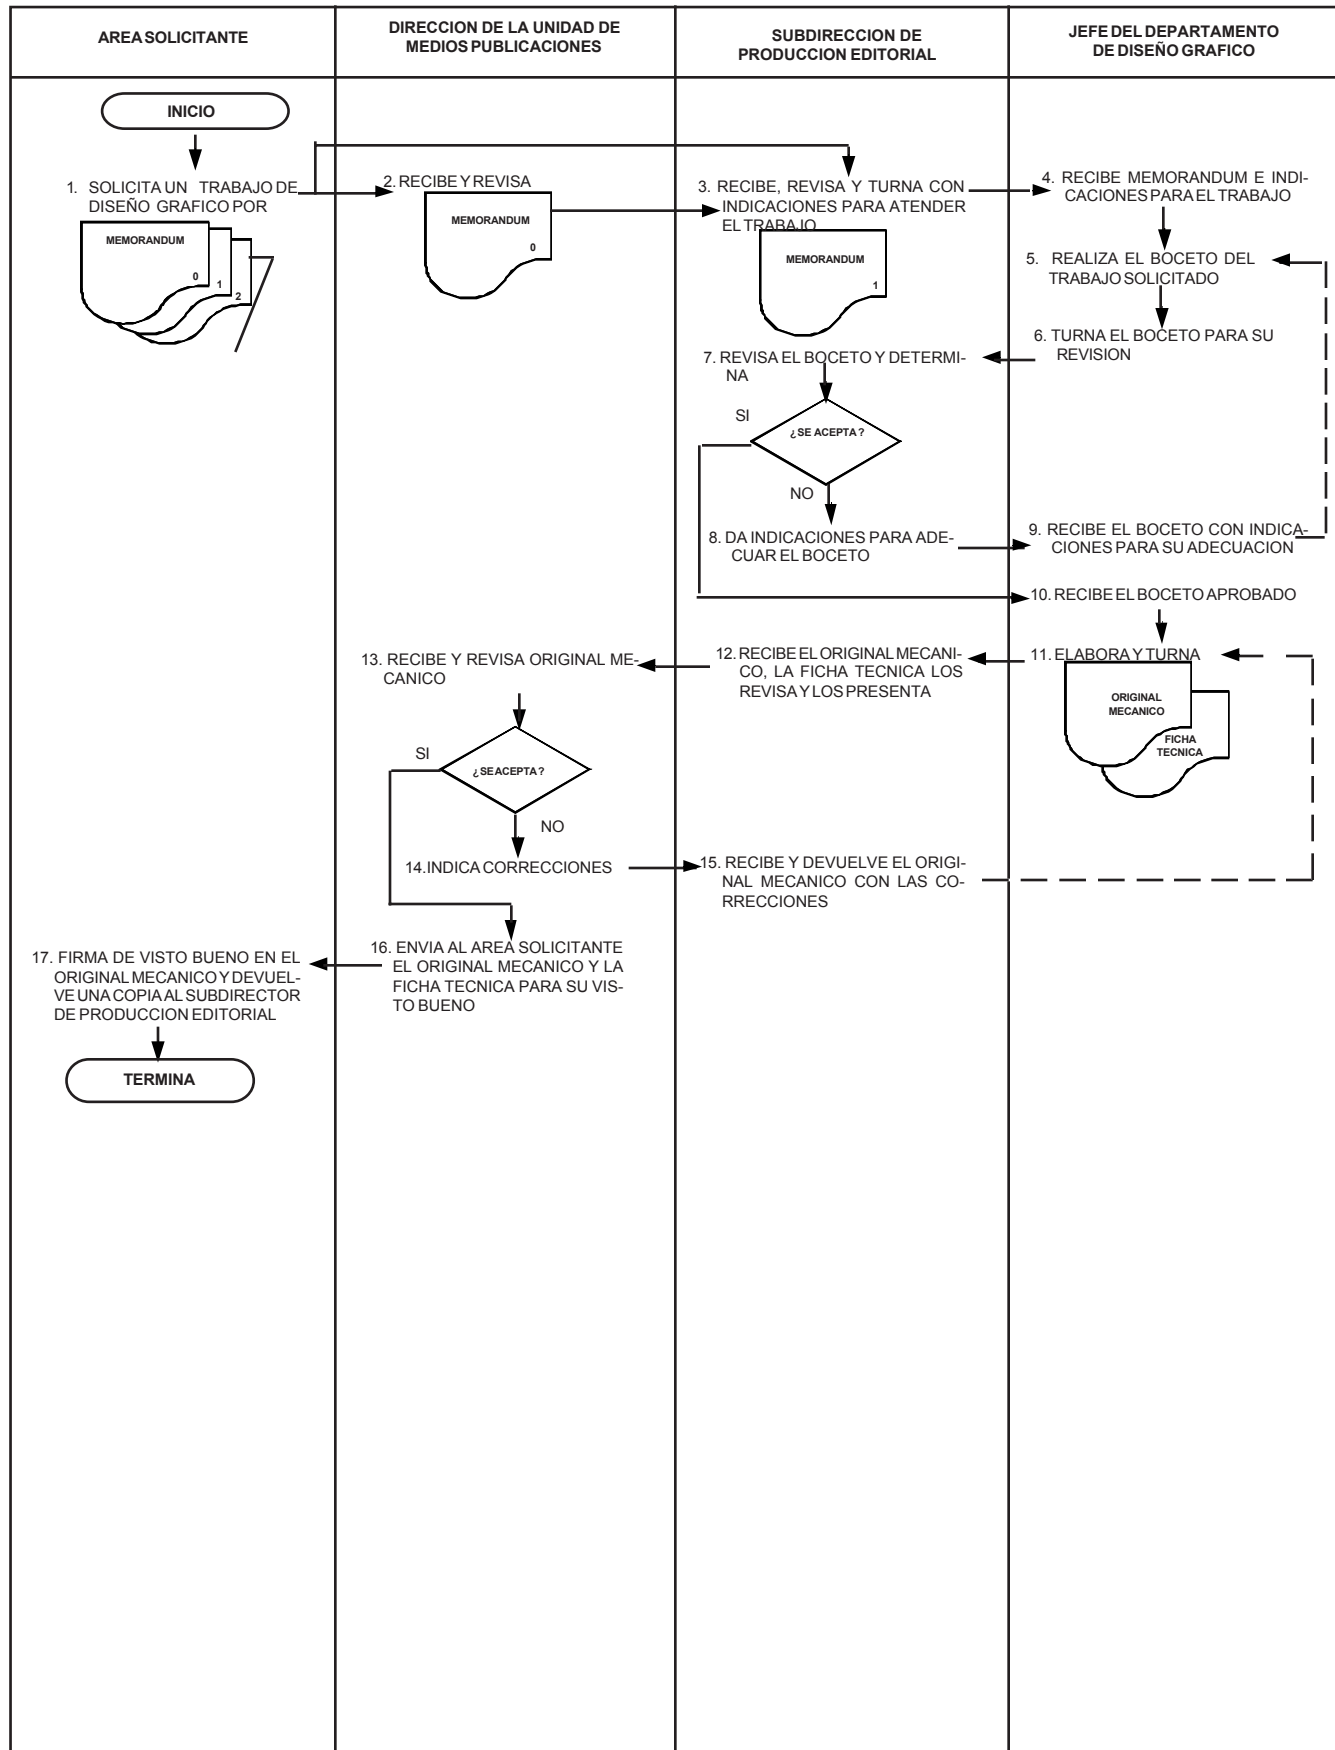 AREA SOLICITANTE
DIRECCION DE LA UNIDAD DE
MEDIOS PUBLICACIONES
SUBDIRECCION DE
PRODUCCION EDITORIAL
JEFE DEL DEPARTAMENTO
DE DISEÑO GRAFICO
INICIO
1. SOLICITA UN TRABAJO DE
DISEÑO GRAFICO POR
MEMORANDUM
0
1
2
2. RECIBE Y REVISA
MEMORANDUM
0
3. RECIBE, REVISA Y TURNA CON
INDICACIONES PARA ATENDER
EL TRABAJO
MEMORANDUM
1
4. RECIBE MEMORANDUM E INDI-
CACIONES PARA EL TRABAJO
5. REALIZA EL BOCETO DEL
TRABAJO SOLICITADO
6. TURNA EL BOCETO PARA SU
REVISION
7. REVISA EL BOCETO Y DETERMI-
NA
SI
¿SE ACEPTA?
NO
8. DA INDICACIONES PARA ADE-
CUAR EL BOCETO
9. RECIBE EL BOCETO CON INDICA-
CIONES PARA SU ADECUACION
10. RECIBE EL BOCETO APROBADO
11. ELABORA Y TURNA
ORIGINAL
MECANICO
FICHA
TECNICA
12. RECIBE EL ORIGINAL MECANI-
CO, LA FICHA TECNICA LOS
REVISA Y LOS PRESENTA
13. RECIBE Y REVISA ORIGINAL ME-
CANICO
SI
¿SE ACEPTA?
NO
14. INDICA CORRECCIONES
15. RECIBE Y DEVUELVE EL ORIGI-
NAL MECANICO CON LAS CO-
RRECCIONES
16. ENVIA AL AREA SOLICITANTE
EL ORIGINAL MECANICO Y LA
FICHA TECNICA PARA SU VIS-
TO BUENO
17. FIRMA DE VISTO BUENO EN EL
ORIGINAL MECANICO Y DEVUEL-
VE UNA COPIA AL SUBDIRECTOR
DE PRODUCCION EDITORIAL
TERMINA